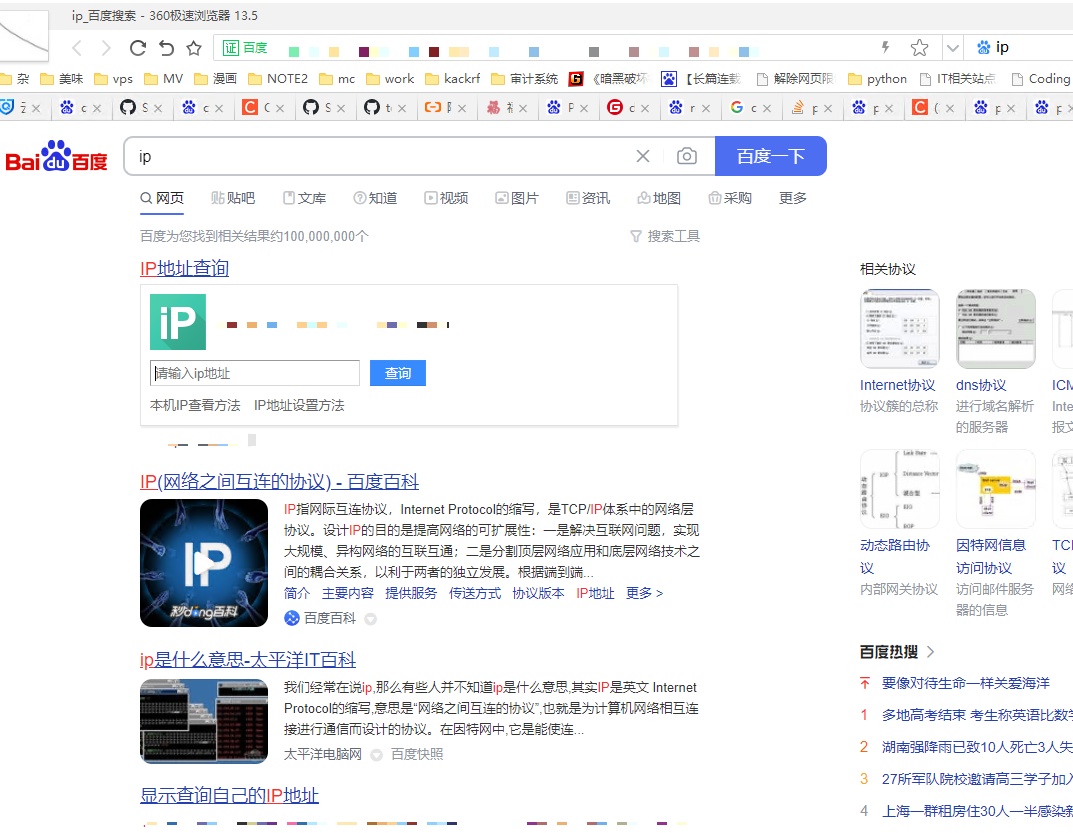 ip_百度搜索 - 360极速浏览器 13.5
证 百度
ip
杂 美味 vps MV 漫画 NOTE2 mc work kackrf 审计系统 《暗黑破坏 【长篇连载 解除网页限 python IT相关站点 Coding
Bai du 百度
ip
百度一下
网页 贴吧 文库 知道 视频 图片 资讯 地图 采购 更多
百度为您找到相关结果约100,000,000个
搜索工具
IP地址查询
iP
请输入ip地址
查询
本机IP查看方法 IP地址设置方法
IP(网络之间互连的协议) - 百度百科
IP
秒dǒng百科
IP指网际互连协议，Internet Protocol的缩写，是TCP/IP体系中的网络层
协议。设计IP的目的是提高网络的可扩展性：一是解决互联网问题，实现
大规模、异构网络的互联互通；二是分割顶层网络应用和底层网络技术之
间的耦合关系，以利于两者的独立发展。根据端到端...
简介 主要内容 提供服务 传送方式 协议版本 IP地址 更多 >
百度百科
ip是什么意思-太平洋IT百科
我们经常在说ip,那么有些人并不知道ip是什么意思,其实IP是英文 Internet
Protocol的缩写,意思是“网络之间互连的协议”,也就是为计算机网络相互连
接进行通信而设计的协议。在因特网中,它是能使连...
太平洋电脑网 百度快照
显示查询自己的IP地址
相关协议
Internet协议
协议簇的总称
dns协议
进行域名解析
的服务器
ICM
Inte
报文
Link State
IGP
Distance Vector
混合型
动态路由协议
EGP
动态路由协
议
内部网关协议
因特网信息
访问协议
访问邮件服务
器的信息
TCI
议
网络
百度热搜
要像对待生命一样关爱海洋
1 多地高考结束 考生称英语比数学
2 湖南强降雨已致10人死亡3人失
3 27所军队院校邀请高三学子加入
4 上海一群租房住30人一半感染新